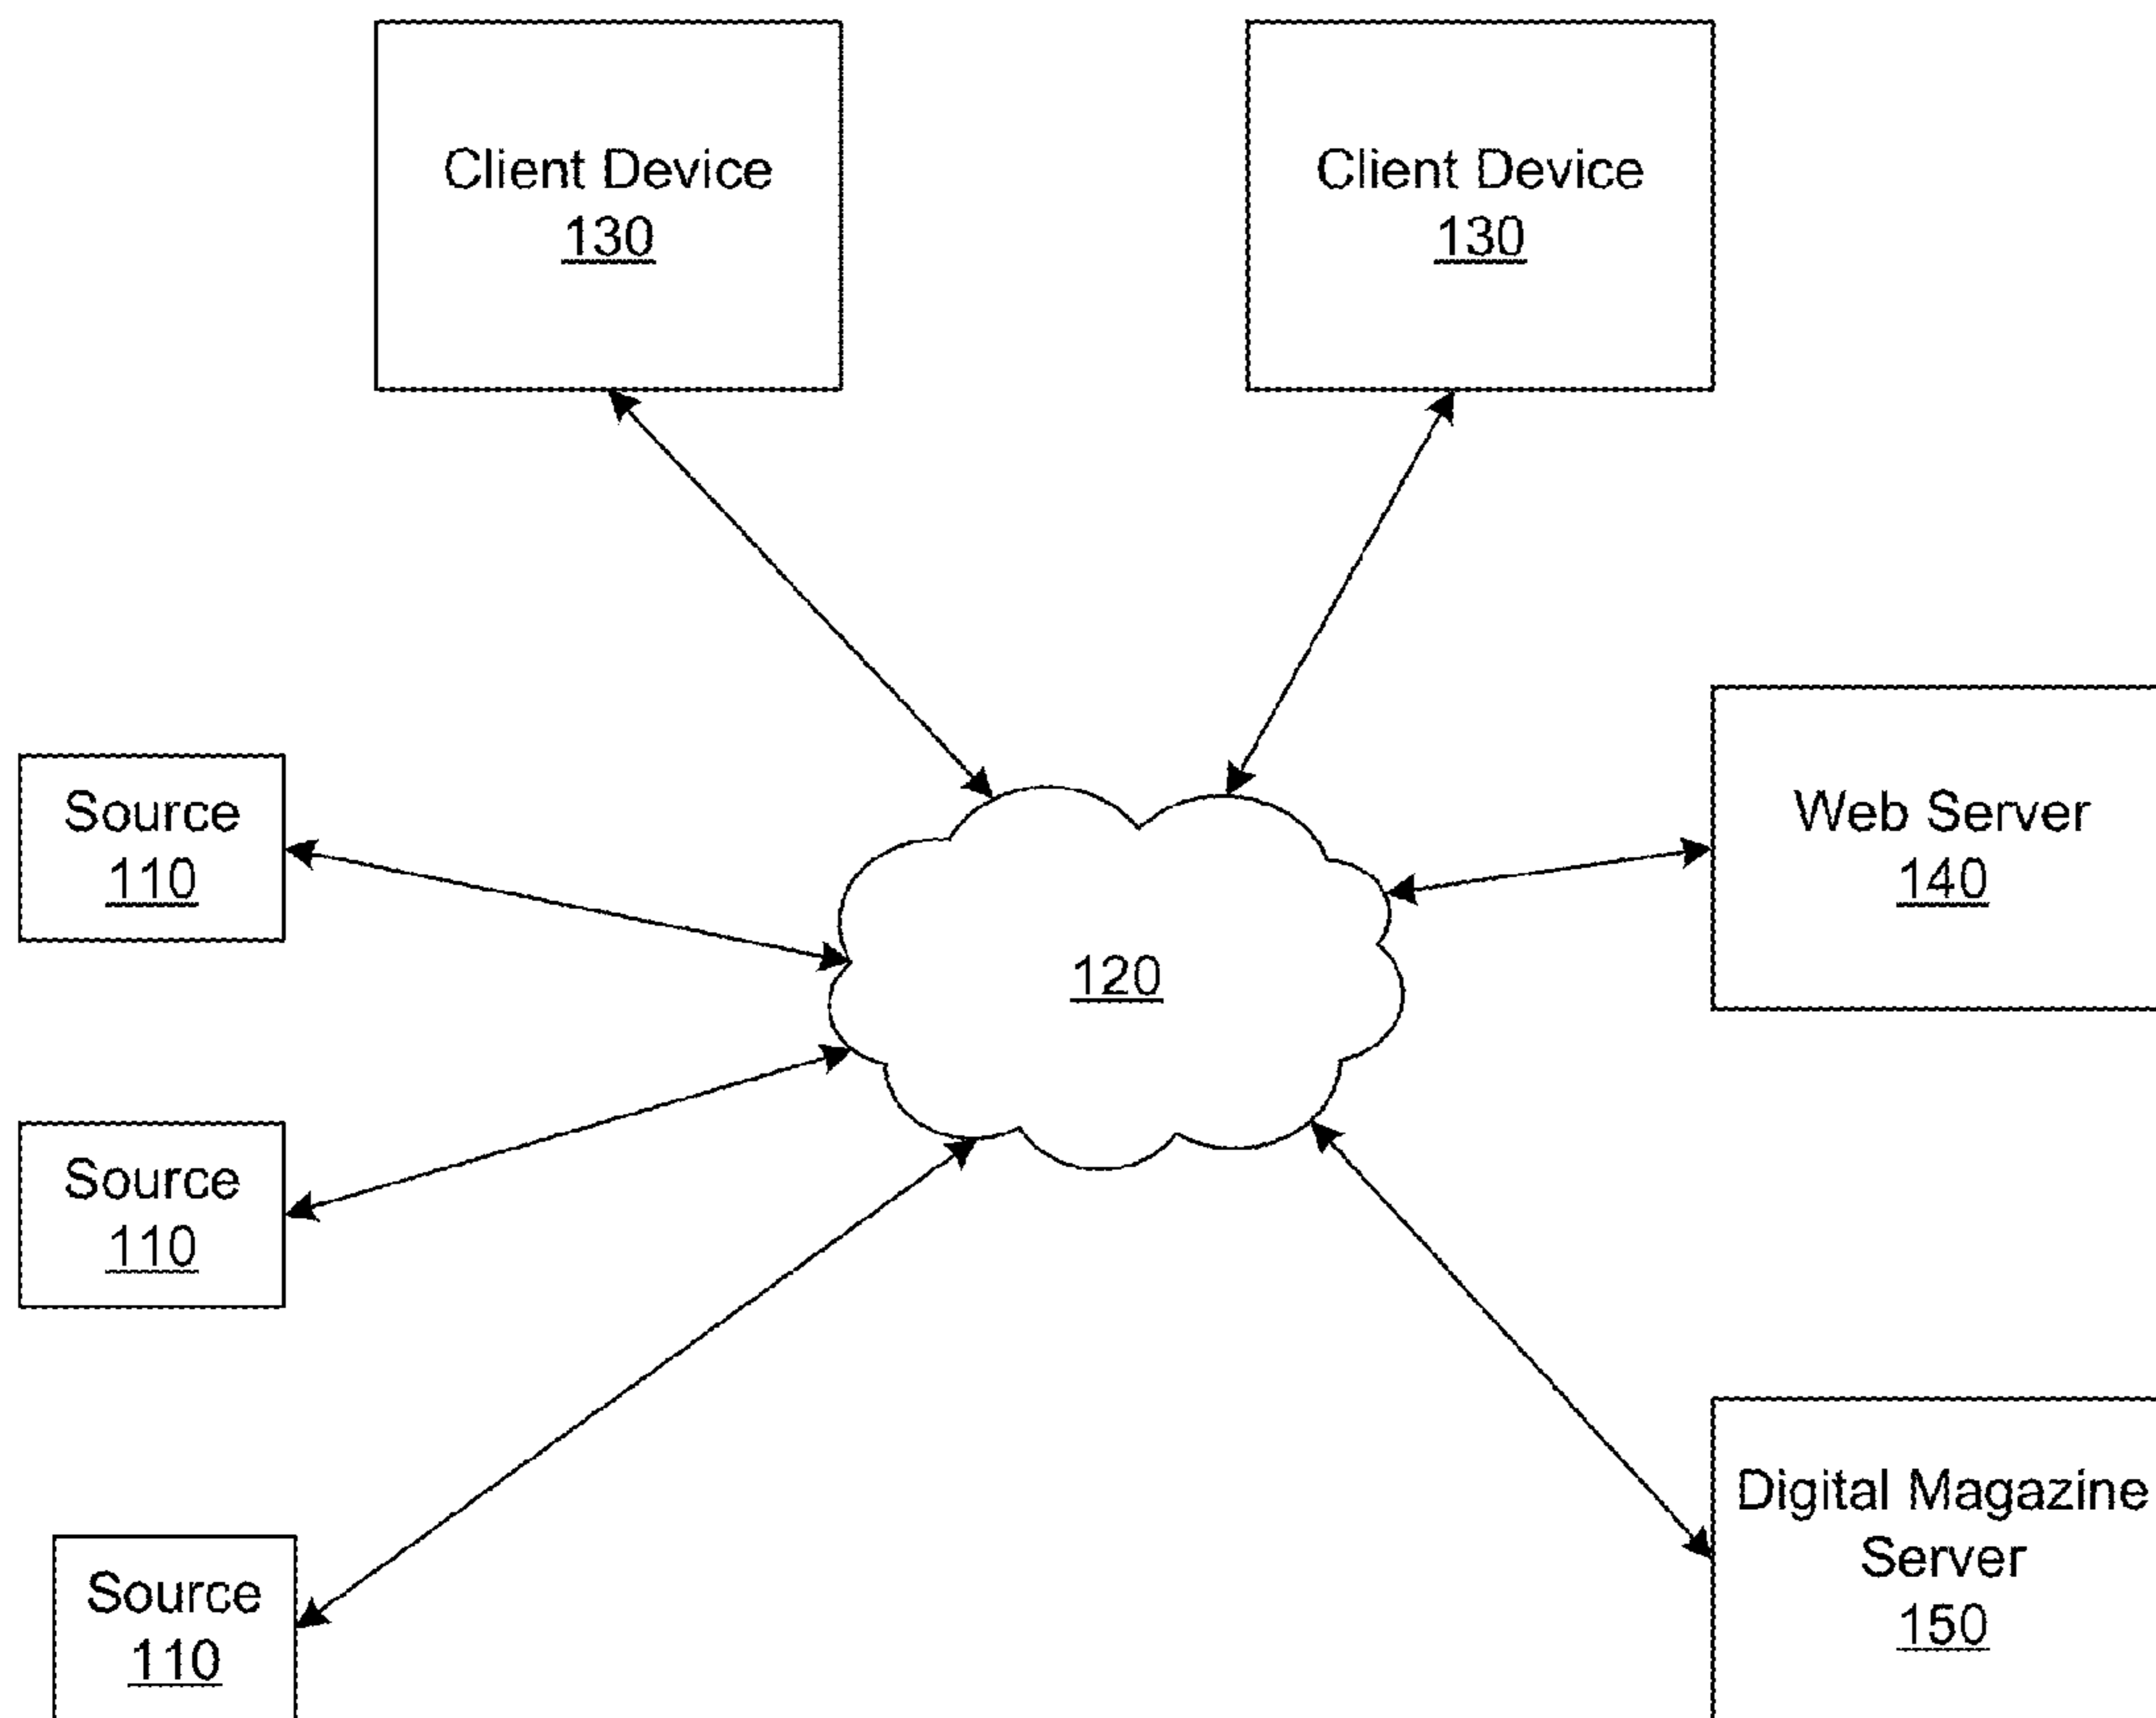 Client Device
130
Client Device
130
Source
110
Web Server
140
120
Source
110
Digital Magazine
Server
150
Source
110